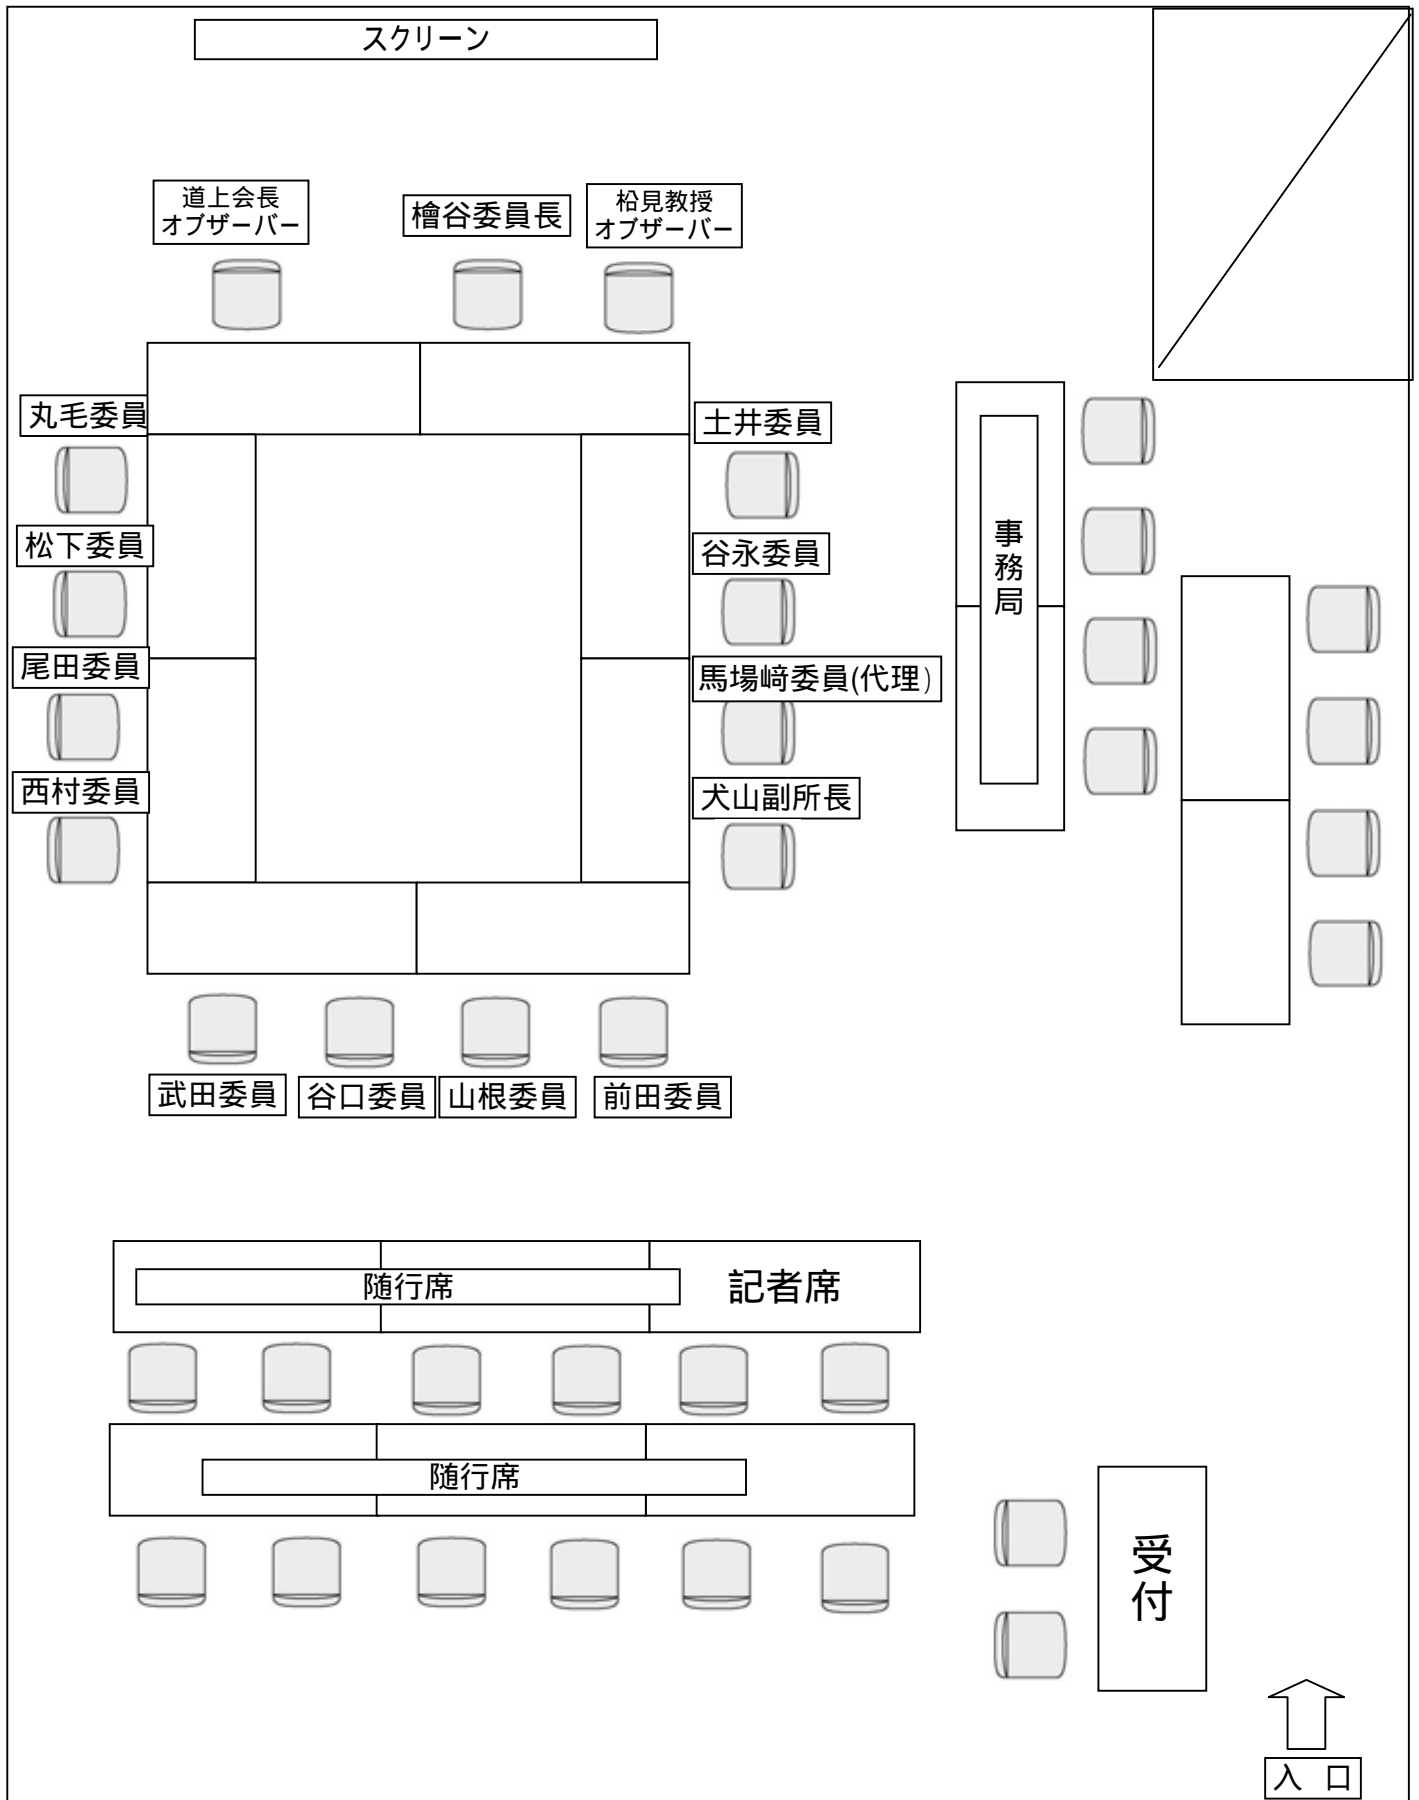 スクリーン
道上会長
オブザーバー
檜谷委員長
松見教授
オブザーバー
丸毛委員
土井委員
松下委員
谷永委員
事務局
尾田委員
馬場﨑委員(代理)
西村委員
犬山副所長
武田委員
谷口委員
山根委員
前田委員
随行席
記者席
随行席
受付
入 口